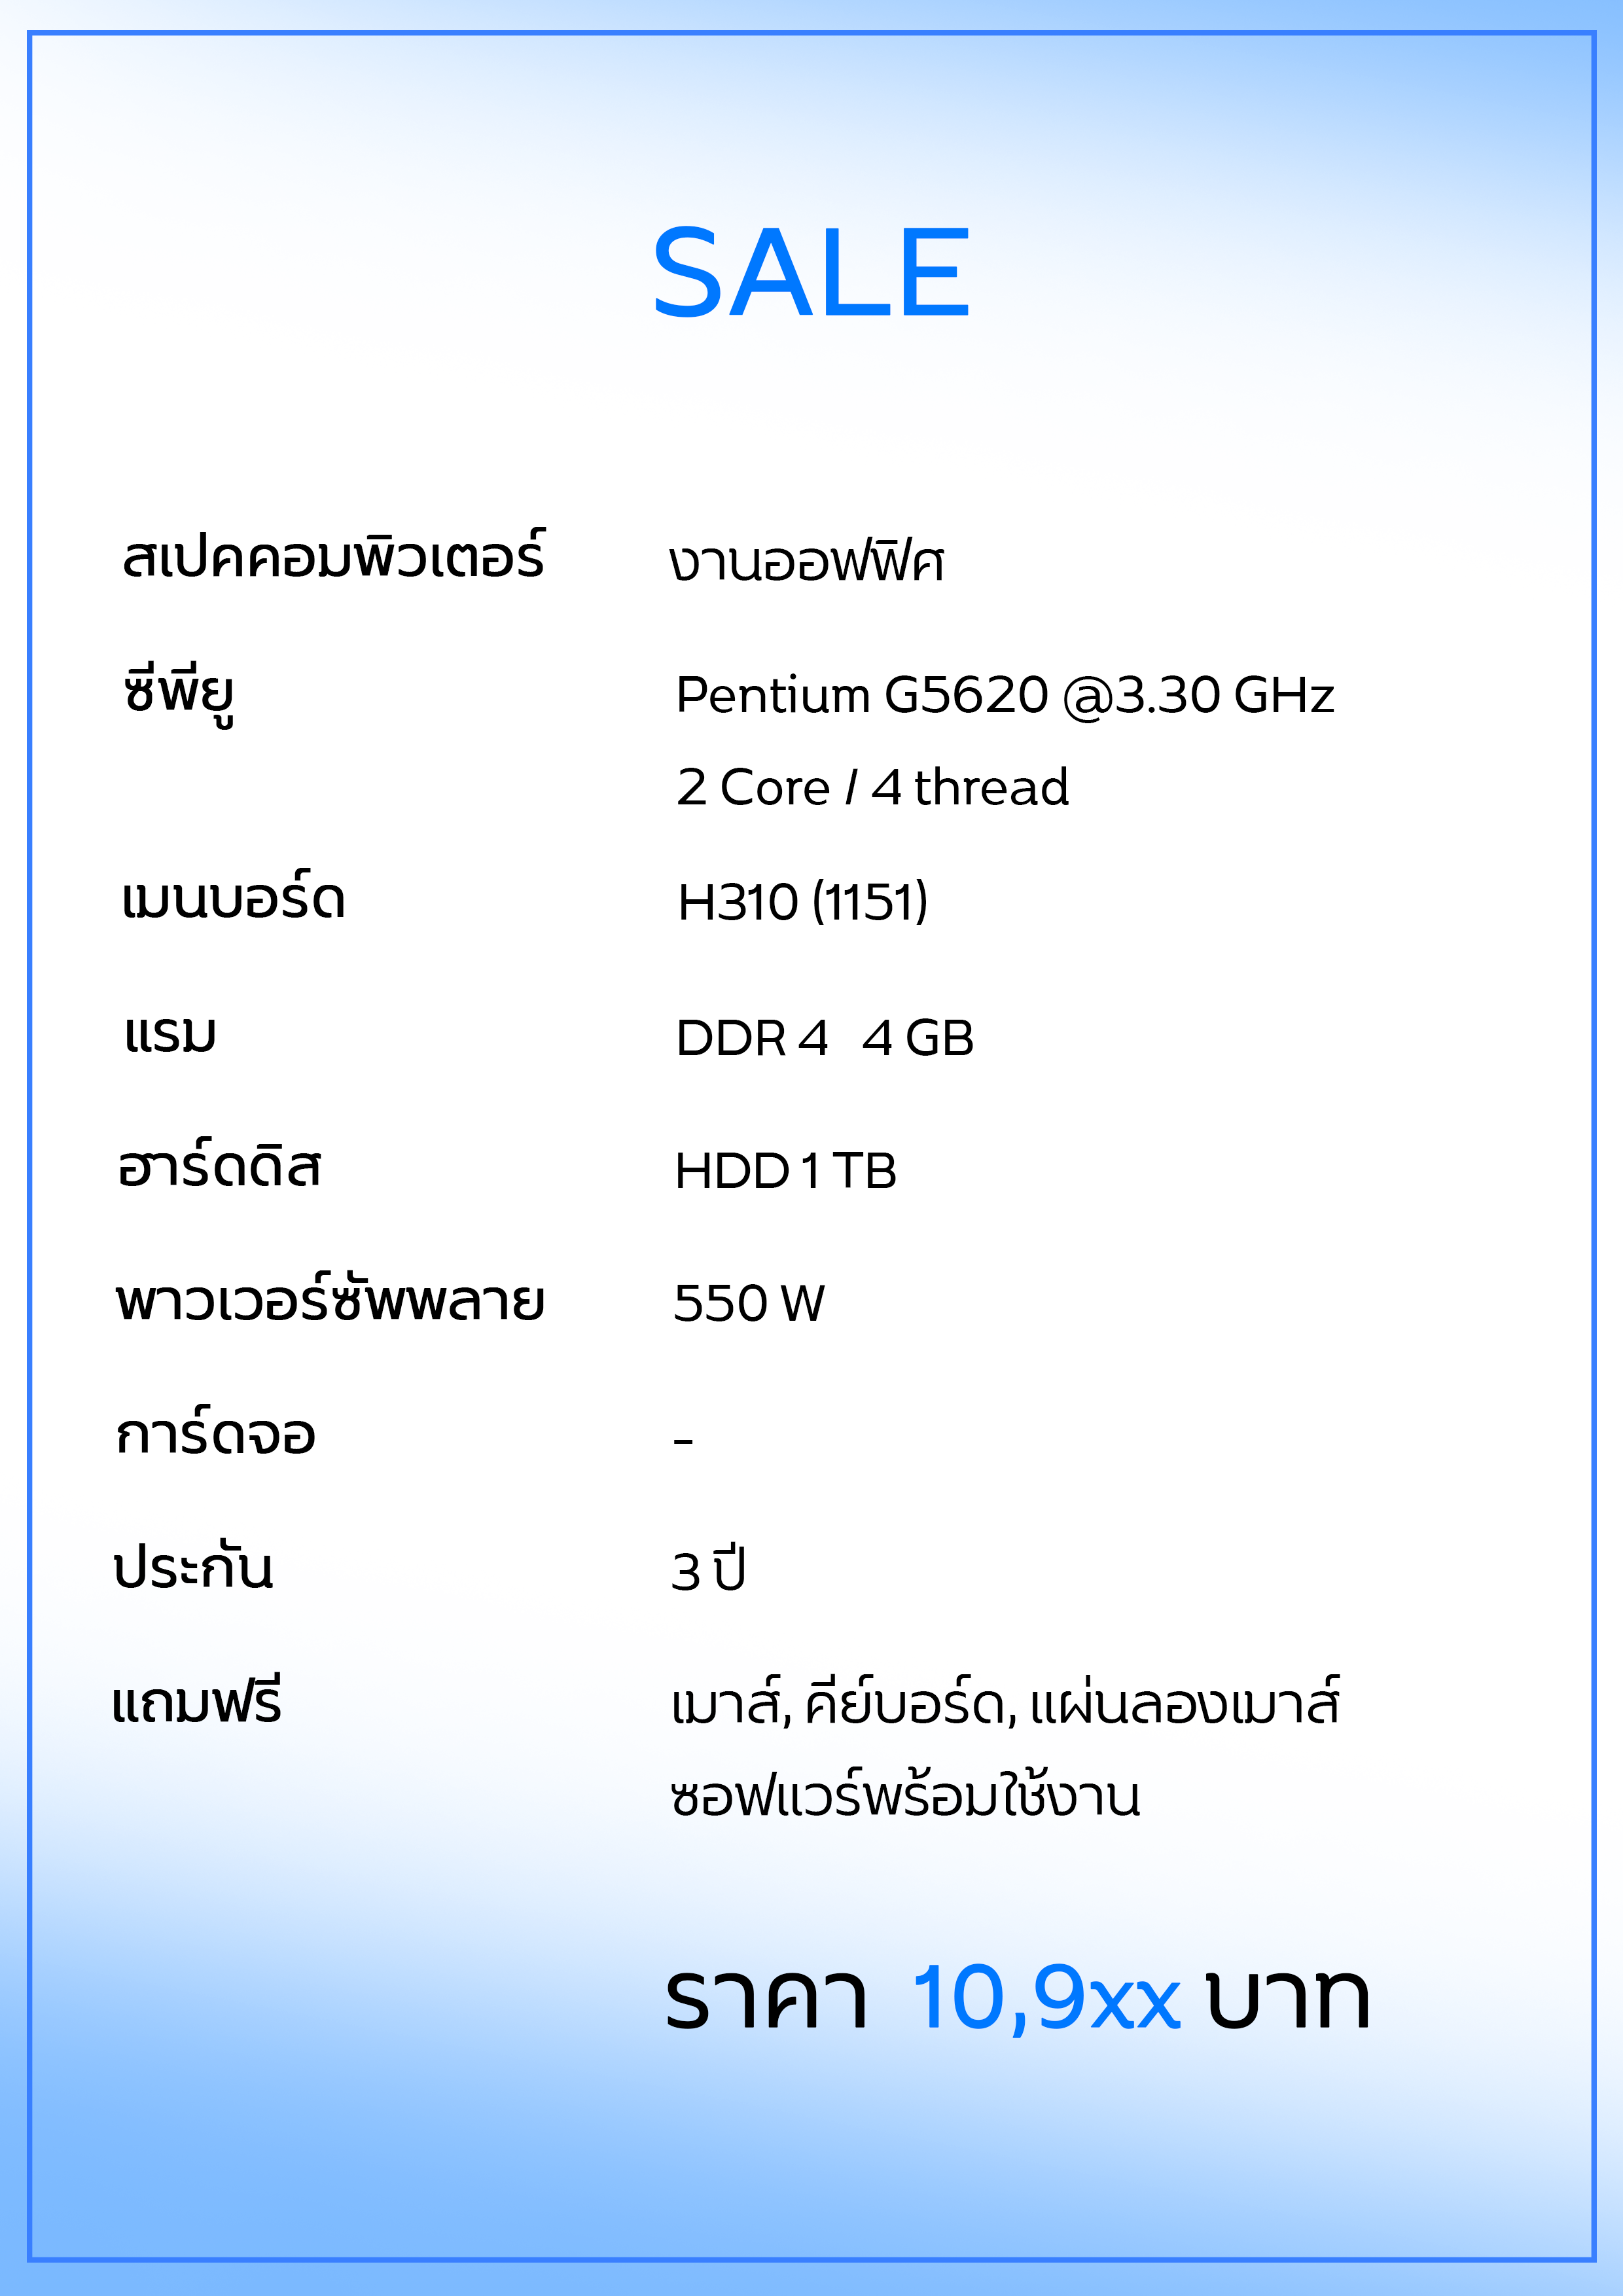 SALE
สเปคคอมพิวเตอร์ งานออฟฟิศ
ซีพียู Pentium G5620 @3.30 GHz
2 Core / 4 thread
เมนบอร์ด H310 (1151)
แรม DDR 4 4 GB
ฮาร์ดดิส HDD 1 TB
พาวเวอร์ซัพพลาย 550 W
การ์ดจอ -
ประกัน 3 ปี
แถมฟรี เมาส์, คีย์บอร์ด, แผ่นลองเมาส์
ซอฟแวร์พร้อมใช้งาน
ราคา 10,9xx บาท